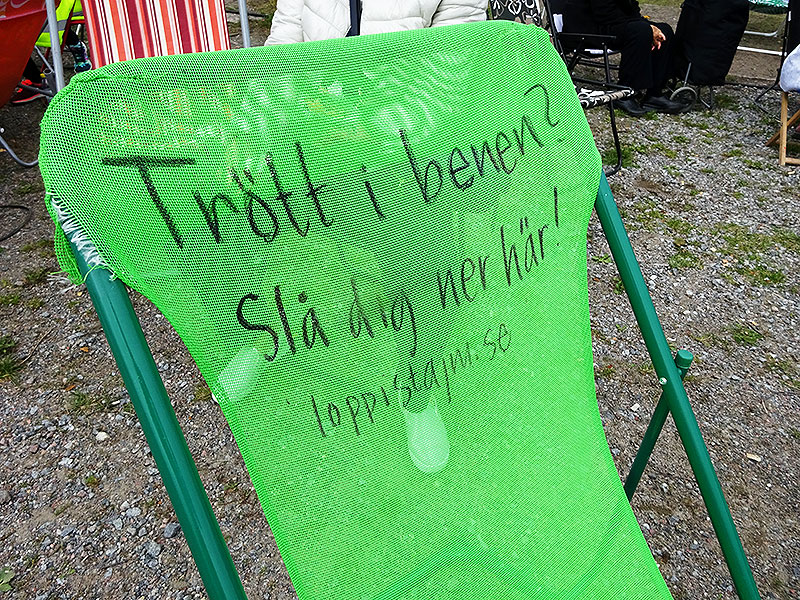 Trött i benen?
Slå dig ner här!
loppistajm.se